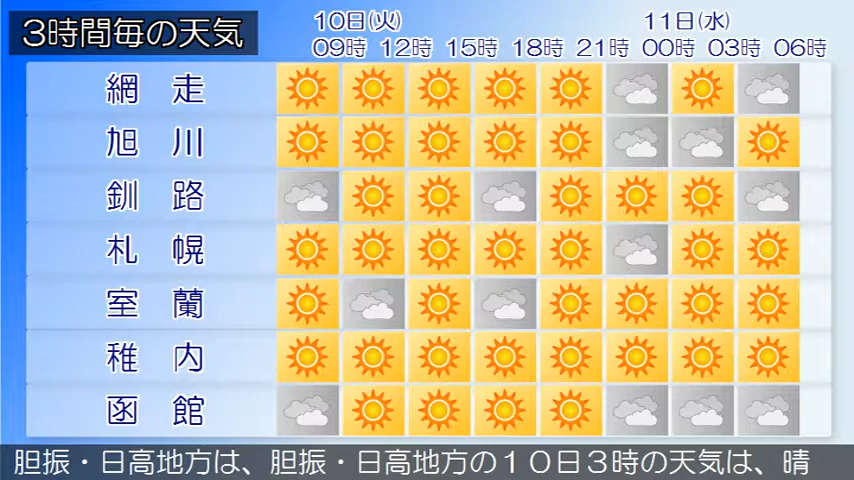 3時間毎の天気
10日(火) 11日(水)
09時 12時 15時 18時 21時 00時 03時 06時
網走
旭川
釧路
札幌
室蘭
稚内
函館
胆振・日高地方は、胆振・日高地方の１０日３時の天気は、晴